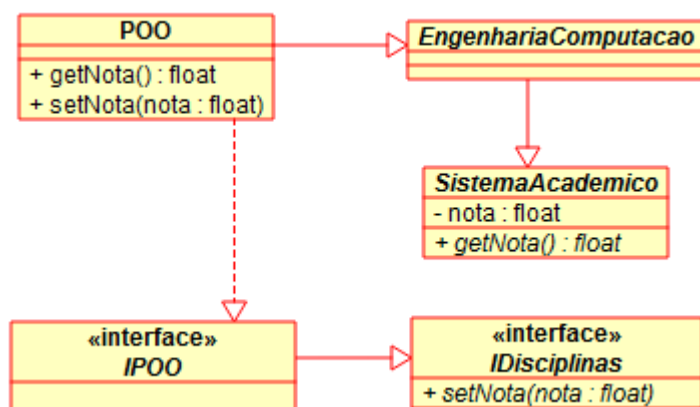 POO
+ getNota() : float
+ setNota(nota : float)
EngenhariaComputacao
SistemaAcademico
- nota : float
+ getNota() : float
«interface»
IPOO
«interface»
IDisciplinas
+ setNota(nota : float)